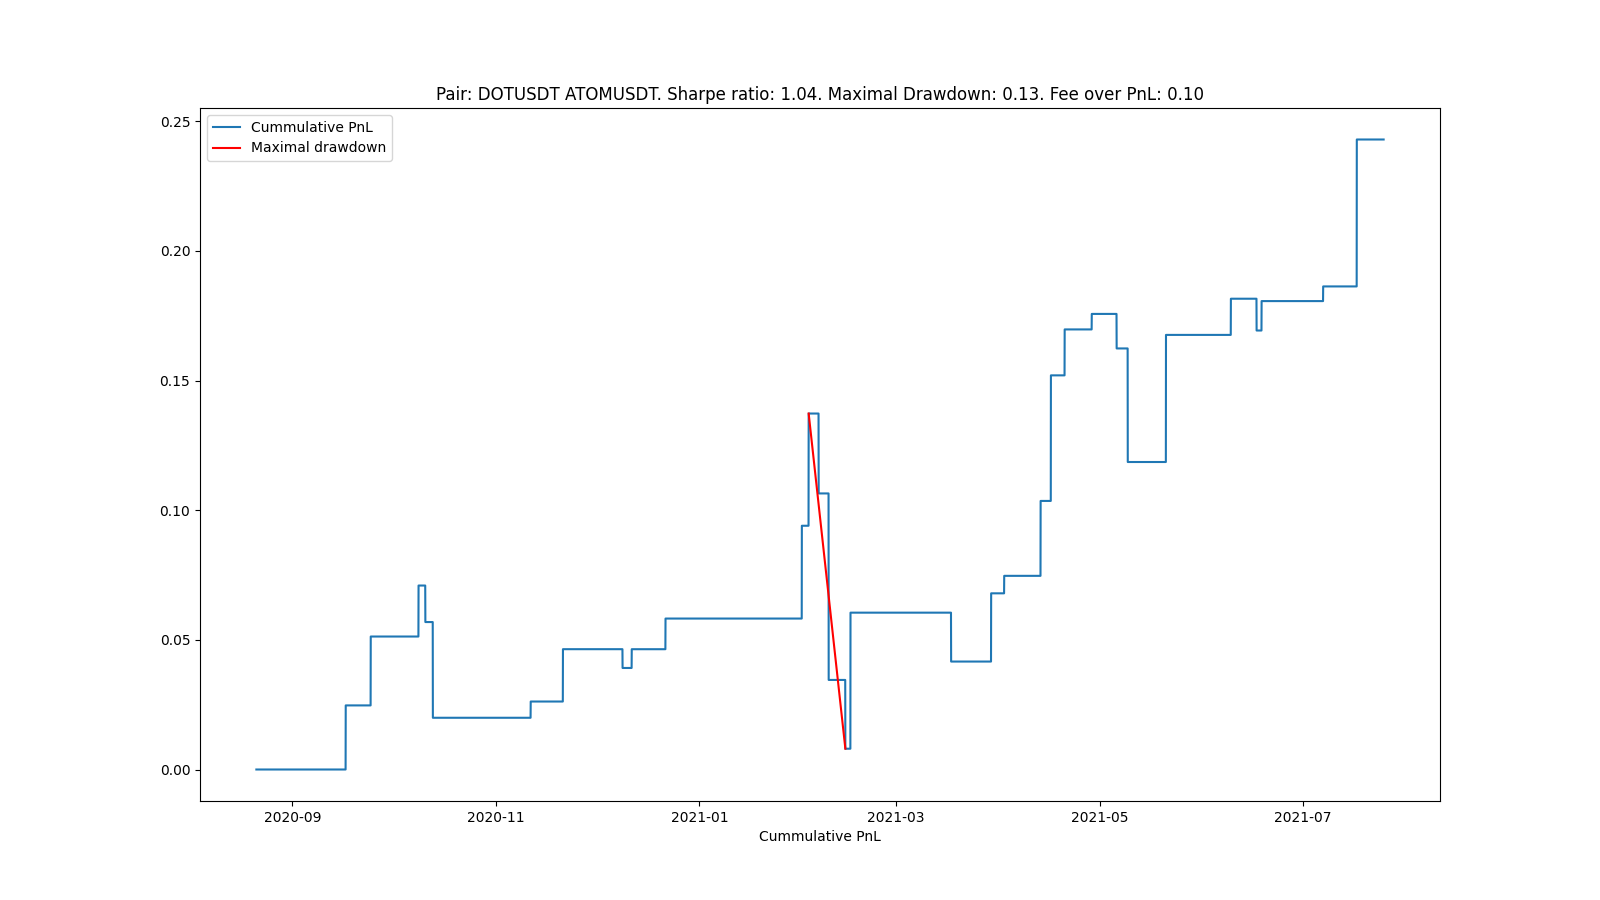 Pair: DOTUSDT ATOMUSDT. Sharpe ratio: 1.04. Maximal Drawdown: 0.13. Fee over PnL: 0.10
Cummulative PnL
Maximal drawdown
0.25
0.20
0.15
0.10
0.05
0.00
2020-09 2020-11 2021-01 2021-03 2021-05 2021-07
Cummulative PnL